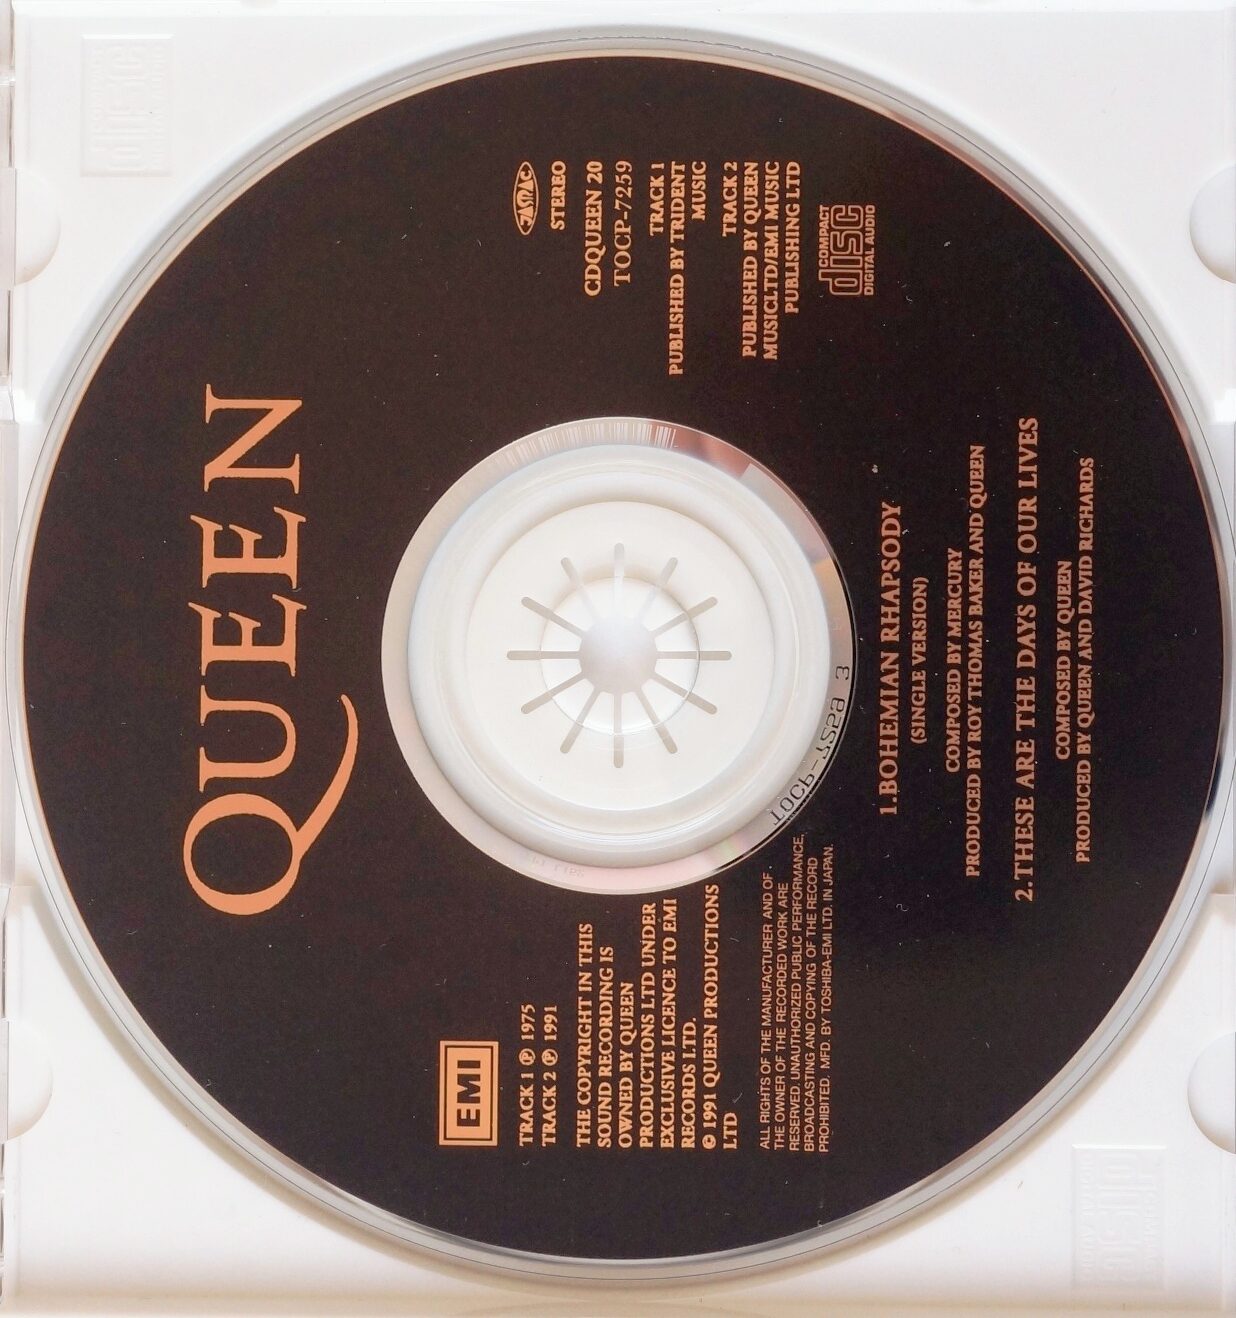 QUEEN
EMI
TRACK 1 ℗ 1975
TRACK 2 ℗ 1991
THE COPYRIGHT IN THIS
SOUND RECORDING IS
OWNED BY QUEEN
PRODUCTIONS LTD UNDER
EXCLUSIVE LICENCE TO EMI
RECORDS LTD.
© 1991 QUEEN PRODUCTIONS
LTD
ALL RIGHTS OF THE MANUFACTURER AND OF
THE OWNER OF THE RECORDED WORK ARE
RESERVED. UNAUTHORIZED PUBLIC PERFORMANCE,
BROADCASTING AND COPYING OF THE RECORD
PROHIBITED. MFD. BY TOSHIBA-EMI LTD. IN JAPAN.
JASRAC
STEREO
CDQUEEN 20
TOCP-7259
TRACK 1
PUBLISHED BY TRIDENT
MUSIC
TRACK 2
PUBLISHED BY QUEEN
MUSICLTD/EMI MUSIC
PUBLISHING LTD
COMPACT
disc
DIGITAL AUDIO
1.BOHEMIAN RHAPSODY
(SINGLE VERSION)
COMPOSED BY MERCURY
PRODUCED BY ROY THOMAS BAKER AND QUEEN
2.THESE ARE THE DAYS OF OUR LIVES
COMPOSED BY QUEEN
PRODUCED BY QUEEN AND DAVID RICHARDS
TOCP-7259 3